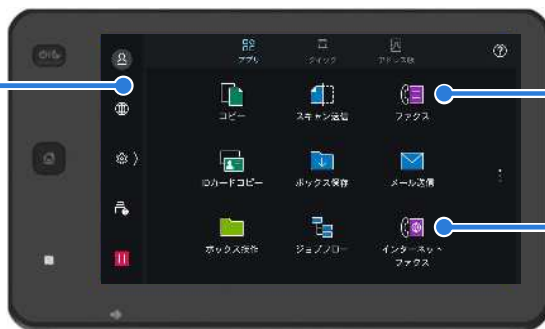 アプリ
クイック
アドレス帳
コピー
スキャン送信
ファクス
IDカードコピー
ボックス保存
メール送信
ボックス操作
ジョブフロー
インターネット
ファクス